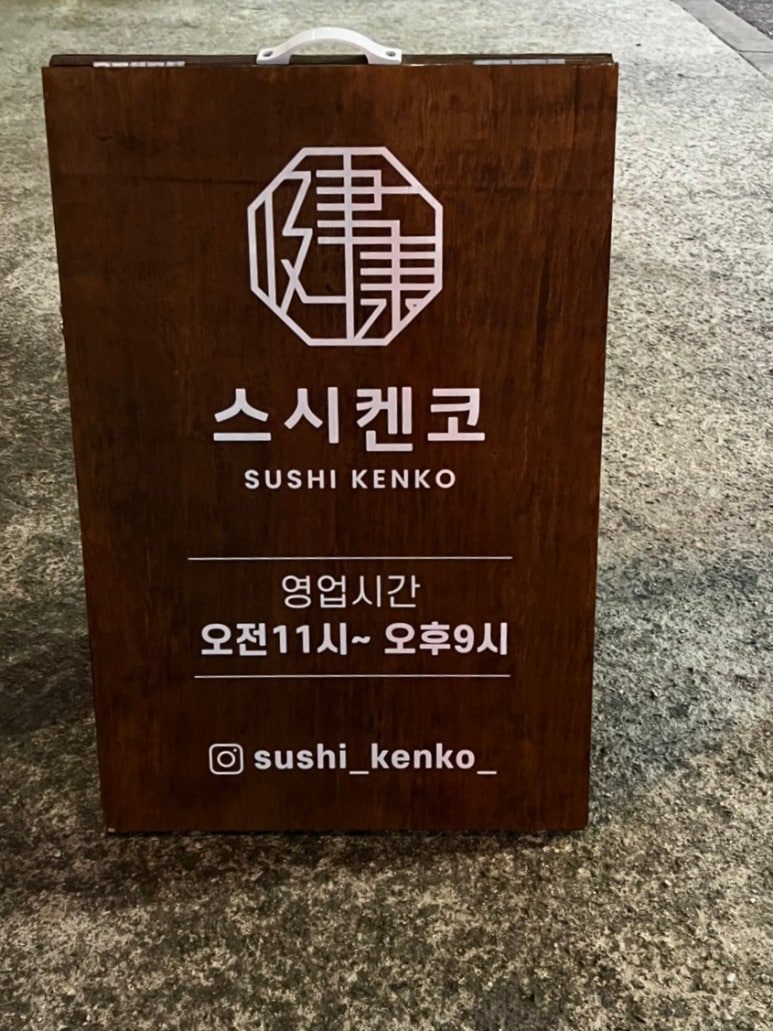 健康
스시켄코
SUSHI KENKO
영업시간
오전11시~ 오후9시
sushi_kenko_